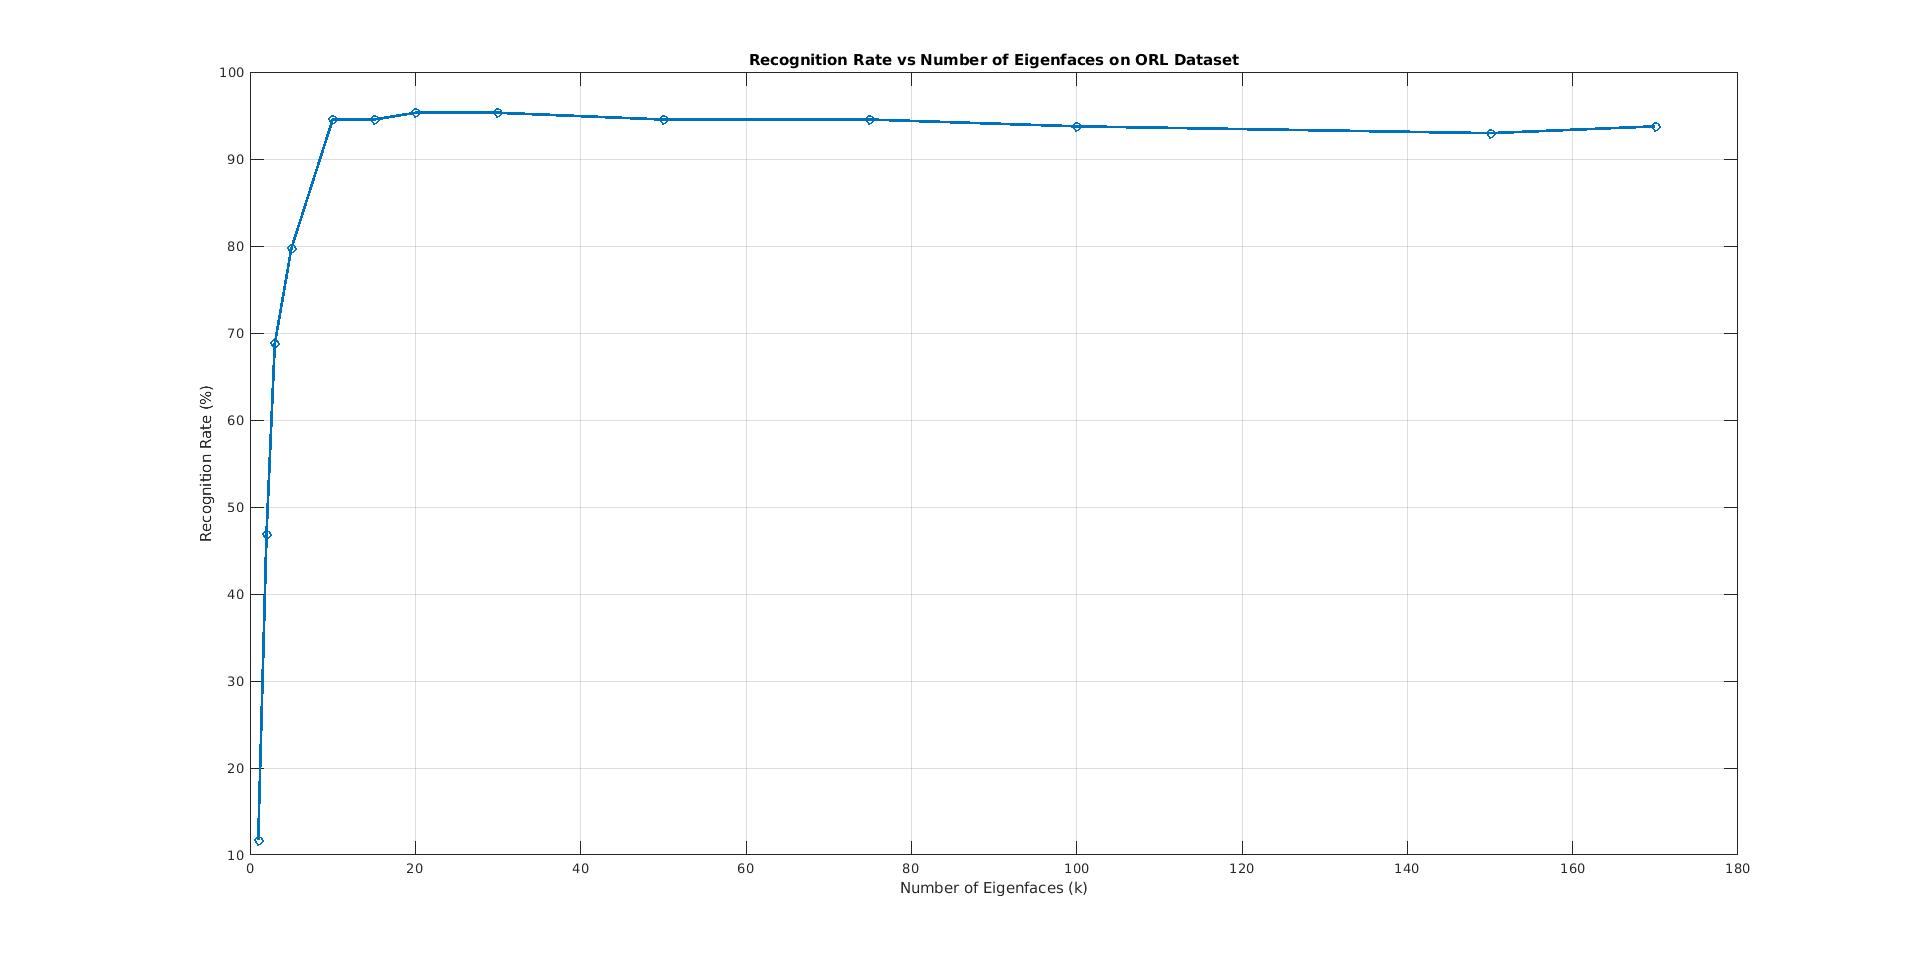 Recognition Rate vs Number of Eigenfaces on ORL Dataset
100
90
80
70
60
50
40
30
20
10
Recognition Rate (%)
0 20 40 60 80 100 120 140 160 180
Number of Eigenfaces (k)